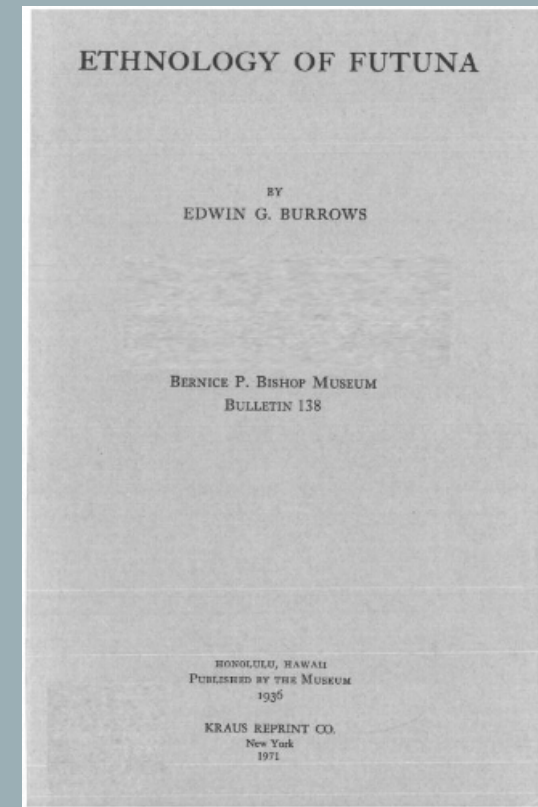 ETHNOLOGY OF FUTUNA
BY
EDWIN G. BURROWS
BERNICE P. BISHOP MUSEUM
BULLETIN 138
HONOLULU, HAWAII
PUBLISHED BY THE MUSEUM
1936
KRAUS REPRINT CO.
New York
1971